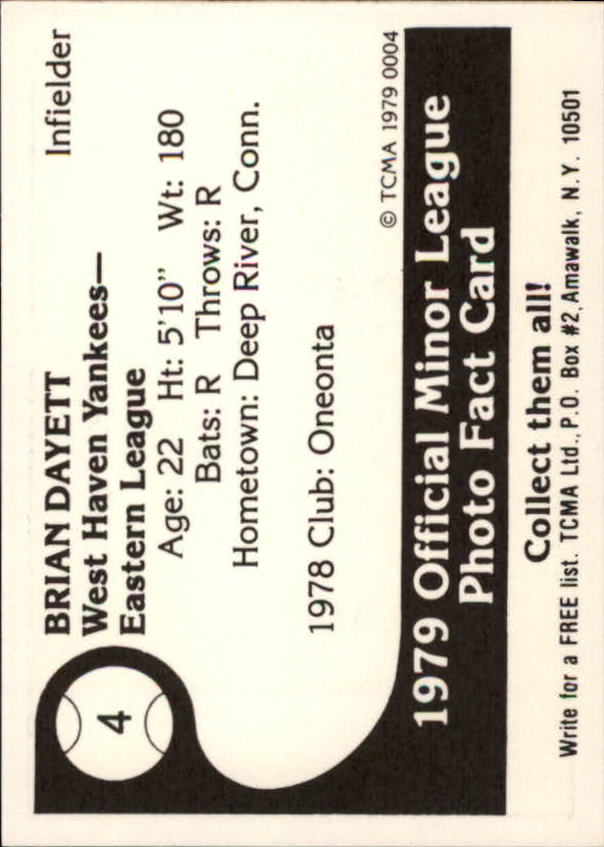 4
BRIAN DAYETT Infielder
West Haven Yankees—
Eastern League
Age: 22 Ht: 5'10" Wt: 180
Bats: R Throws: R
Hometown: Deep River, Conn.
1978 Club: Oneonta
© TCMA 1979 0004
1979 Official Minor League
Photo Fact Card
Collect them all!
Write for a FREE list. TCMA Ltd., P.O. Box #2, Amawalk, N.Y. 10501